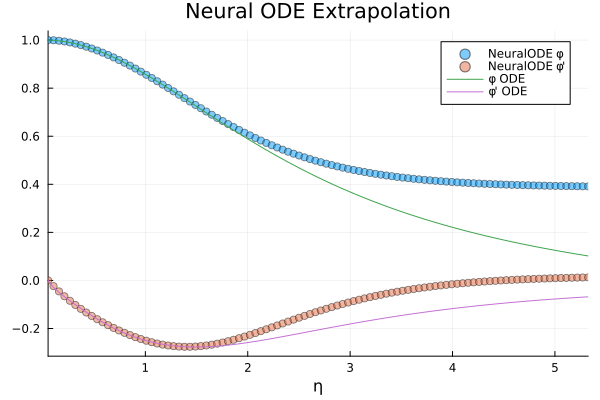 Neural ODE Extrapolation
NeuralODE φ
NeuralODE φ'
φ ODE
φ' ODE
1.0
0.8
0.6
0.4
0.2
0.0
−0.2
1 2 3 4 5
η